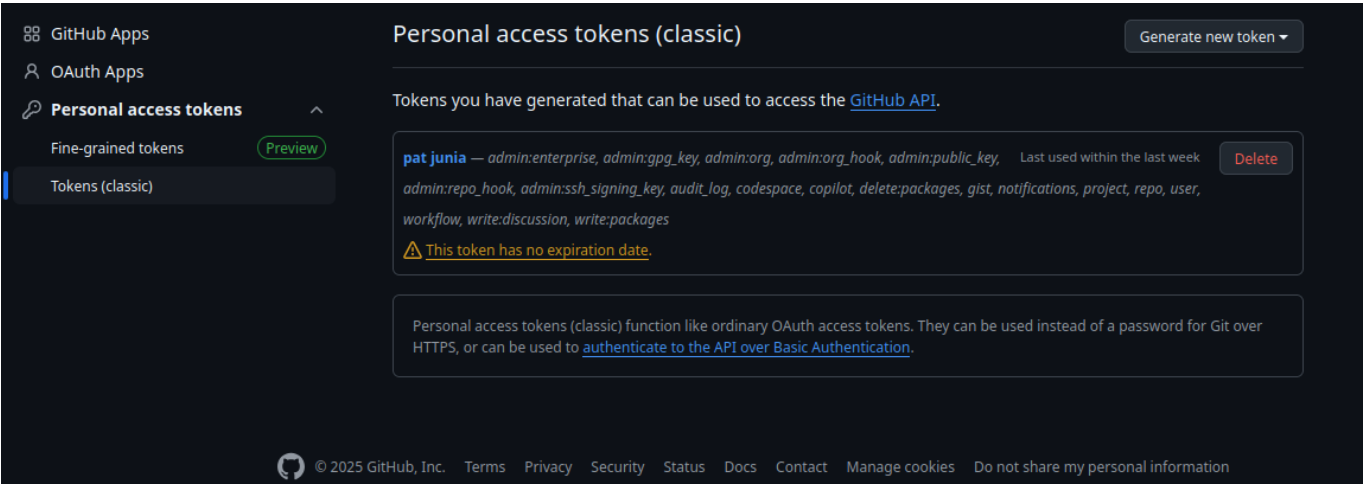 GitHub Apps
OAuth Apps
Personal access tokens
Fine-grained tokens Preview
Tokens (classic)
Personal access tokens (classic)
Generate new token
Tokens you have generated that can be used to access the GitHub API.
pat junia — admin:enterprise, admin:gpg_key, admin:org, admin:org_hook, admin:public_key,
Last used within the last week
Delete
admin:repo_hook, admin:ssh_signing_key, audit_log, codespace, copilot, delete:packages, gist, notifications, project, repo, user,
workflow, write:discussion, write:packages
This token has no expiration date.
Personal access tokens (classic) function like ordinary OAuth access tokens. They can be used instead of a password for Git over
HTTPS, or can be used to authenticate to the API over Basic Authentication.
© 2025 GitHub, Inc. Terms Privacy Security Status Docs Contact Manage cookies Do not share my personal information